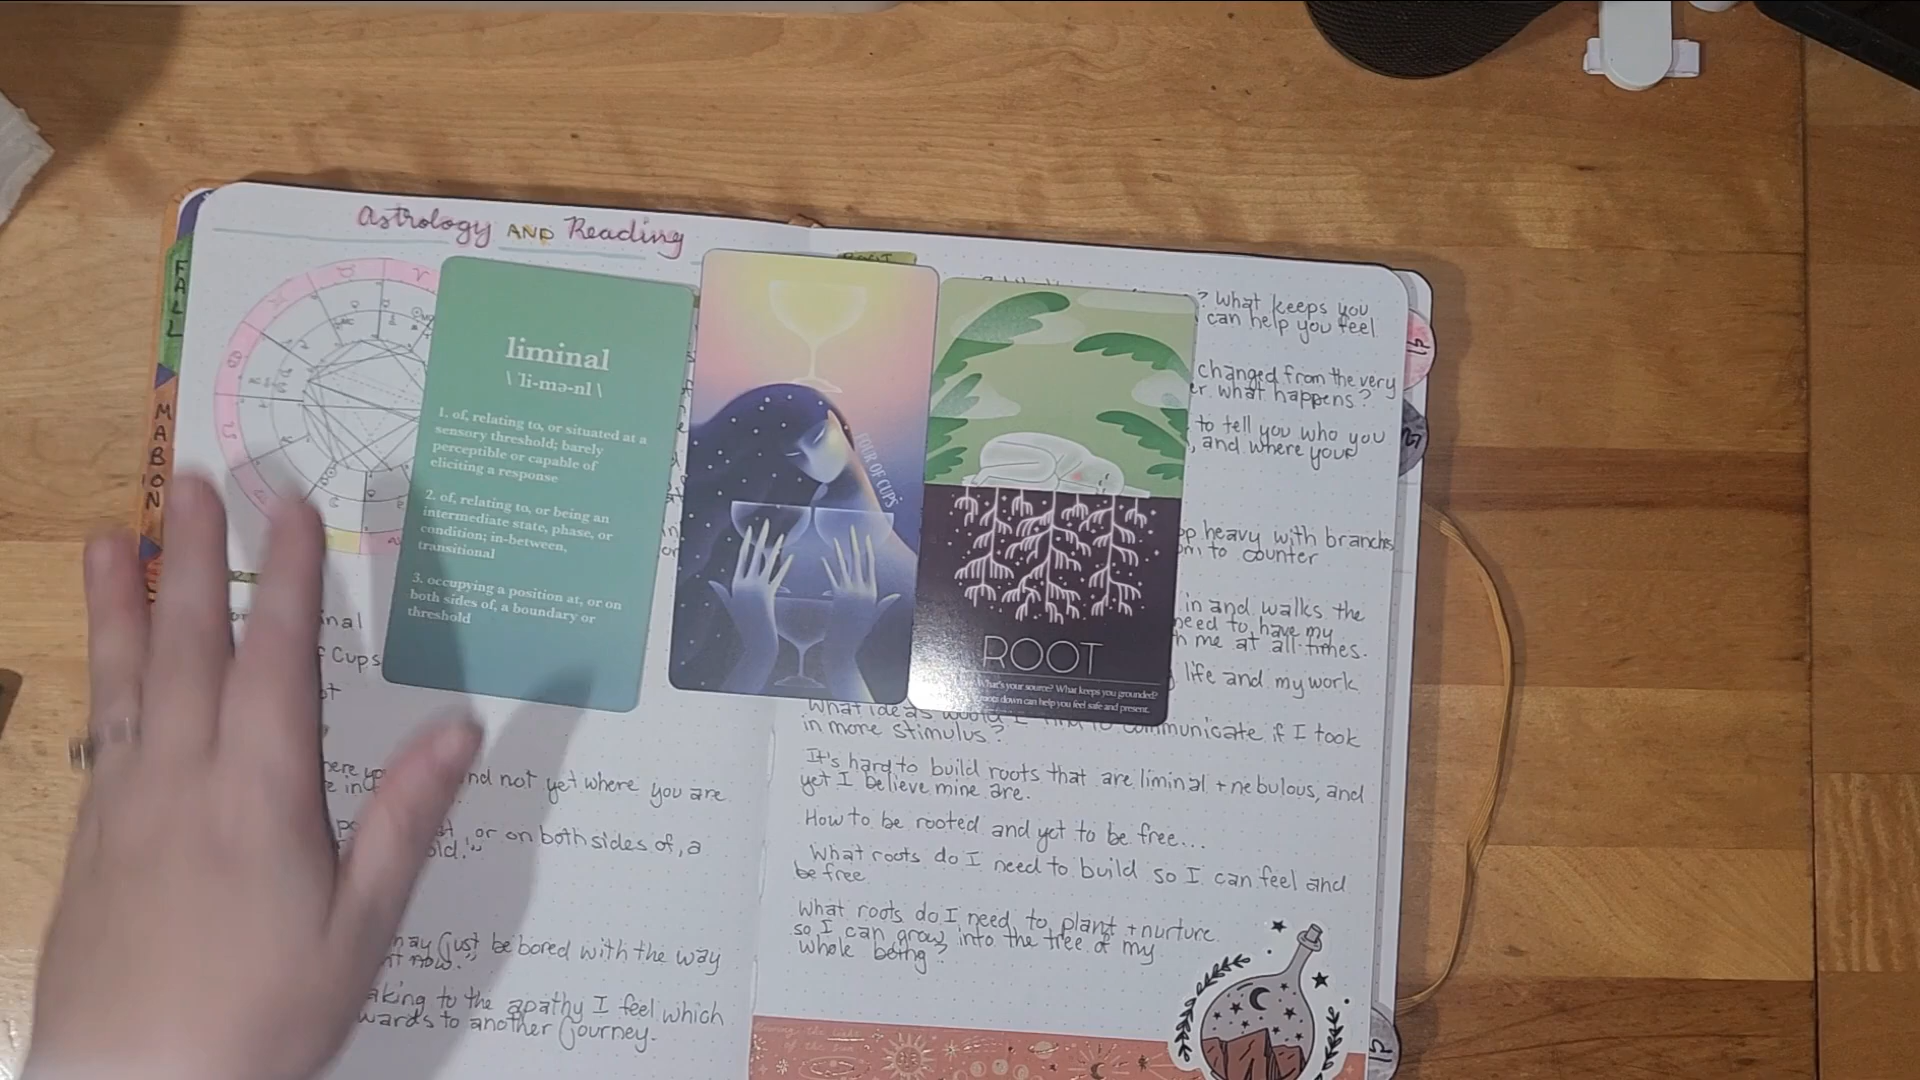 Astrology AND Reading
FALL
MABON
liminal
\ 'li-mə-nl \
1. of, relating to, or situated at a
sensory threshold; barely
perceptible or capable of
eliciting a response
2. of, relating to, or being an
intermediate state, phase, or
condition; in-between,
transitional
3. occupying a position at, or on
both sides of, a boundary or
threshold
FOUR OF CUPS
ROOT
What's your source? What keeps you grounded?
roots down can help you feel safe and present.
f Cups
and not yet where you are
or on both sides of, a
may just be bored with the way
now."
to the apathy I feel which
to another journey.
? What keeps you
can help you feel
changed from the very
what happens?
to tell you who you
, and where your
heavy with branches
to counter
in and walks the
need to have my
me at all times.
life and my work
What ideas would I communicate if I took
in more stimulus?
It's hard to build roots that are liminal + nebulous, and
yet I believe mine are.
How to be rooted and yet to be free...
What roots do I need to build so I can feel and
be free
What roots do I need to plant + nurture
so I can grow into the tree of my
whole being?